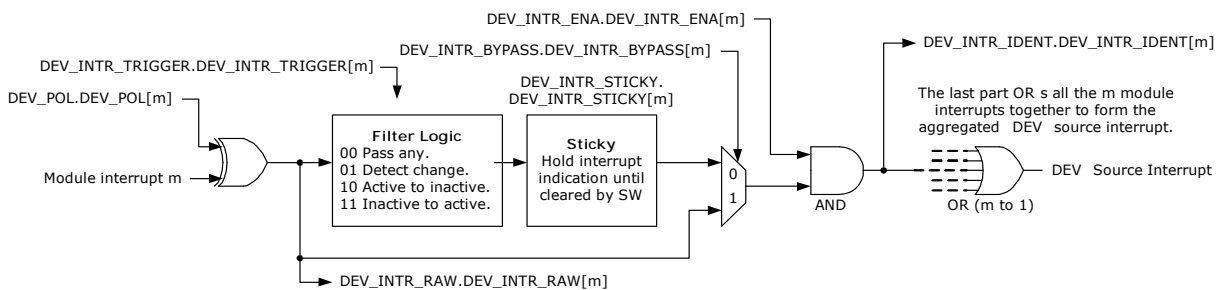 DEV_INTR_ENA.DEV_INTR_ENA[m]
DEV_INTR_IDENT.DEV_INTR_IDENT[m]
DEV_INTR_BYPASS.DEV_INTR_BYPASS[m]
DEV_INTR_TRIGGER.DEV_INTR_TRIGGER[m]
DEV_INTR_STICKY.
DEV_INTR_STICKY[m]
DEV_POL.DEV_POL[m]
The last part OR s all the m module
interrupts together to form the
aggregated DEV source interrupt.
Filter Logic
00 Pass any.
01 Detect change.
10 Active to inactive.
11 Inactive to active.
Sticky
Hold interrupt
indication until
cleared by SW
0
1
Module interrupt m
AND
DEV Source Interrupt
OR (m to 1)
DEV_INTR_RAW.DEV_INTR_RAW[m]